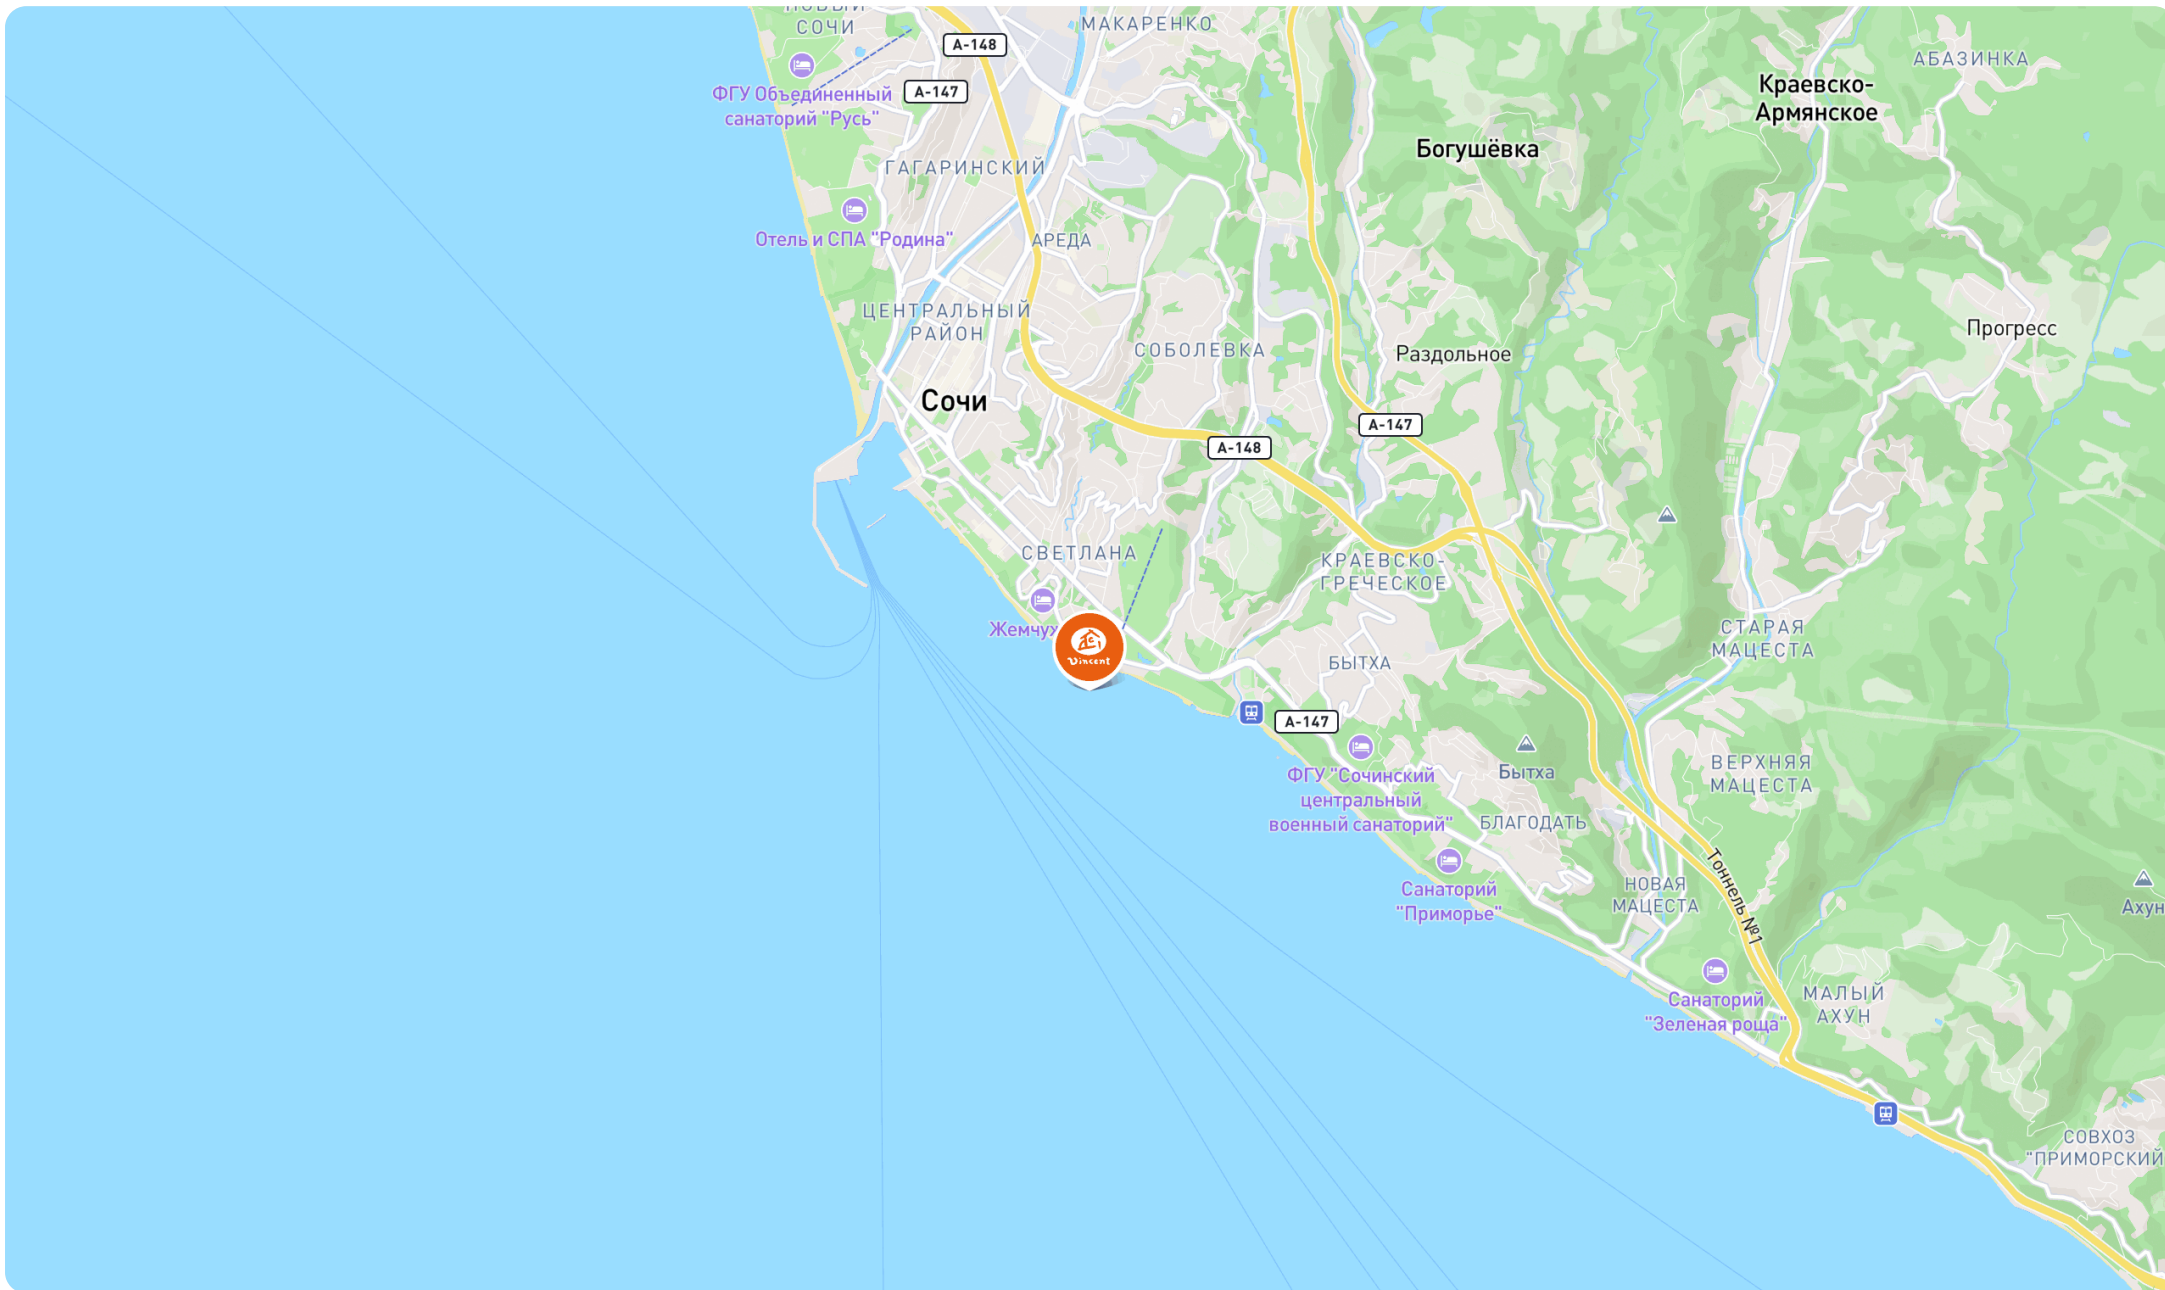 НОВЫЙ
СОЧИ
МАКАРЕНКО
А-148
АБАЗИНКА
ФГУ Объединенный
санаторий "Русь"
А-147
Краевско-
Армянское
Богушёвка
ГАГАРИНСКИЙ
Отель и СПА "Родина"
АРЕДА
ЦЕНТРАЛЬНЫЙ
РАЙОН
Прогресс
СОБОЛЕВКА
Раздольное
Сочи
А-147
А-148
СВЕТЛАНА
КРАЕВСКО-
ГРЕЧЕСКОЕ
Жемчуж
Vincent
СТАРАЯ
МАЦЕСТА
БЫТХА
А-147
ФГУ "Сочинский
центральный
военный санаторий"
Бытха
ВЕРХНЯЯ
МАЦЕСТА
БЛАГОДАТЬ
Тоннель №1
НОВАЯ
МАЦЕСТА
Санаторий
"Приморье"
Ахун
Санаторий
"Зеленая роща"
МАЛЫЙ
АХУН
СОВХОЗ
"ПРИМОРСКИЙ